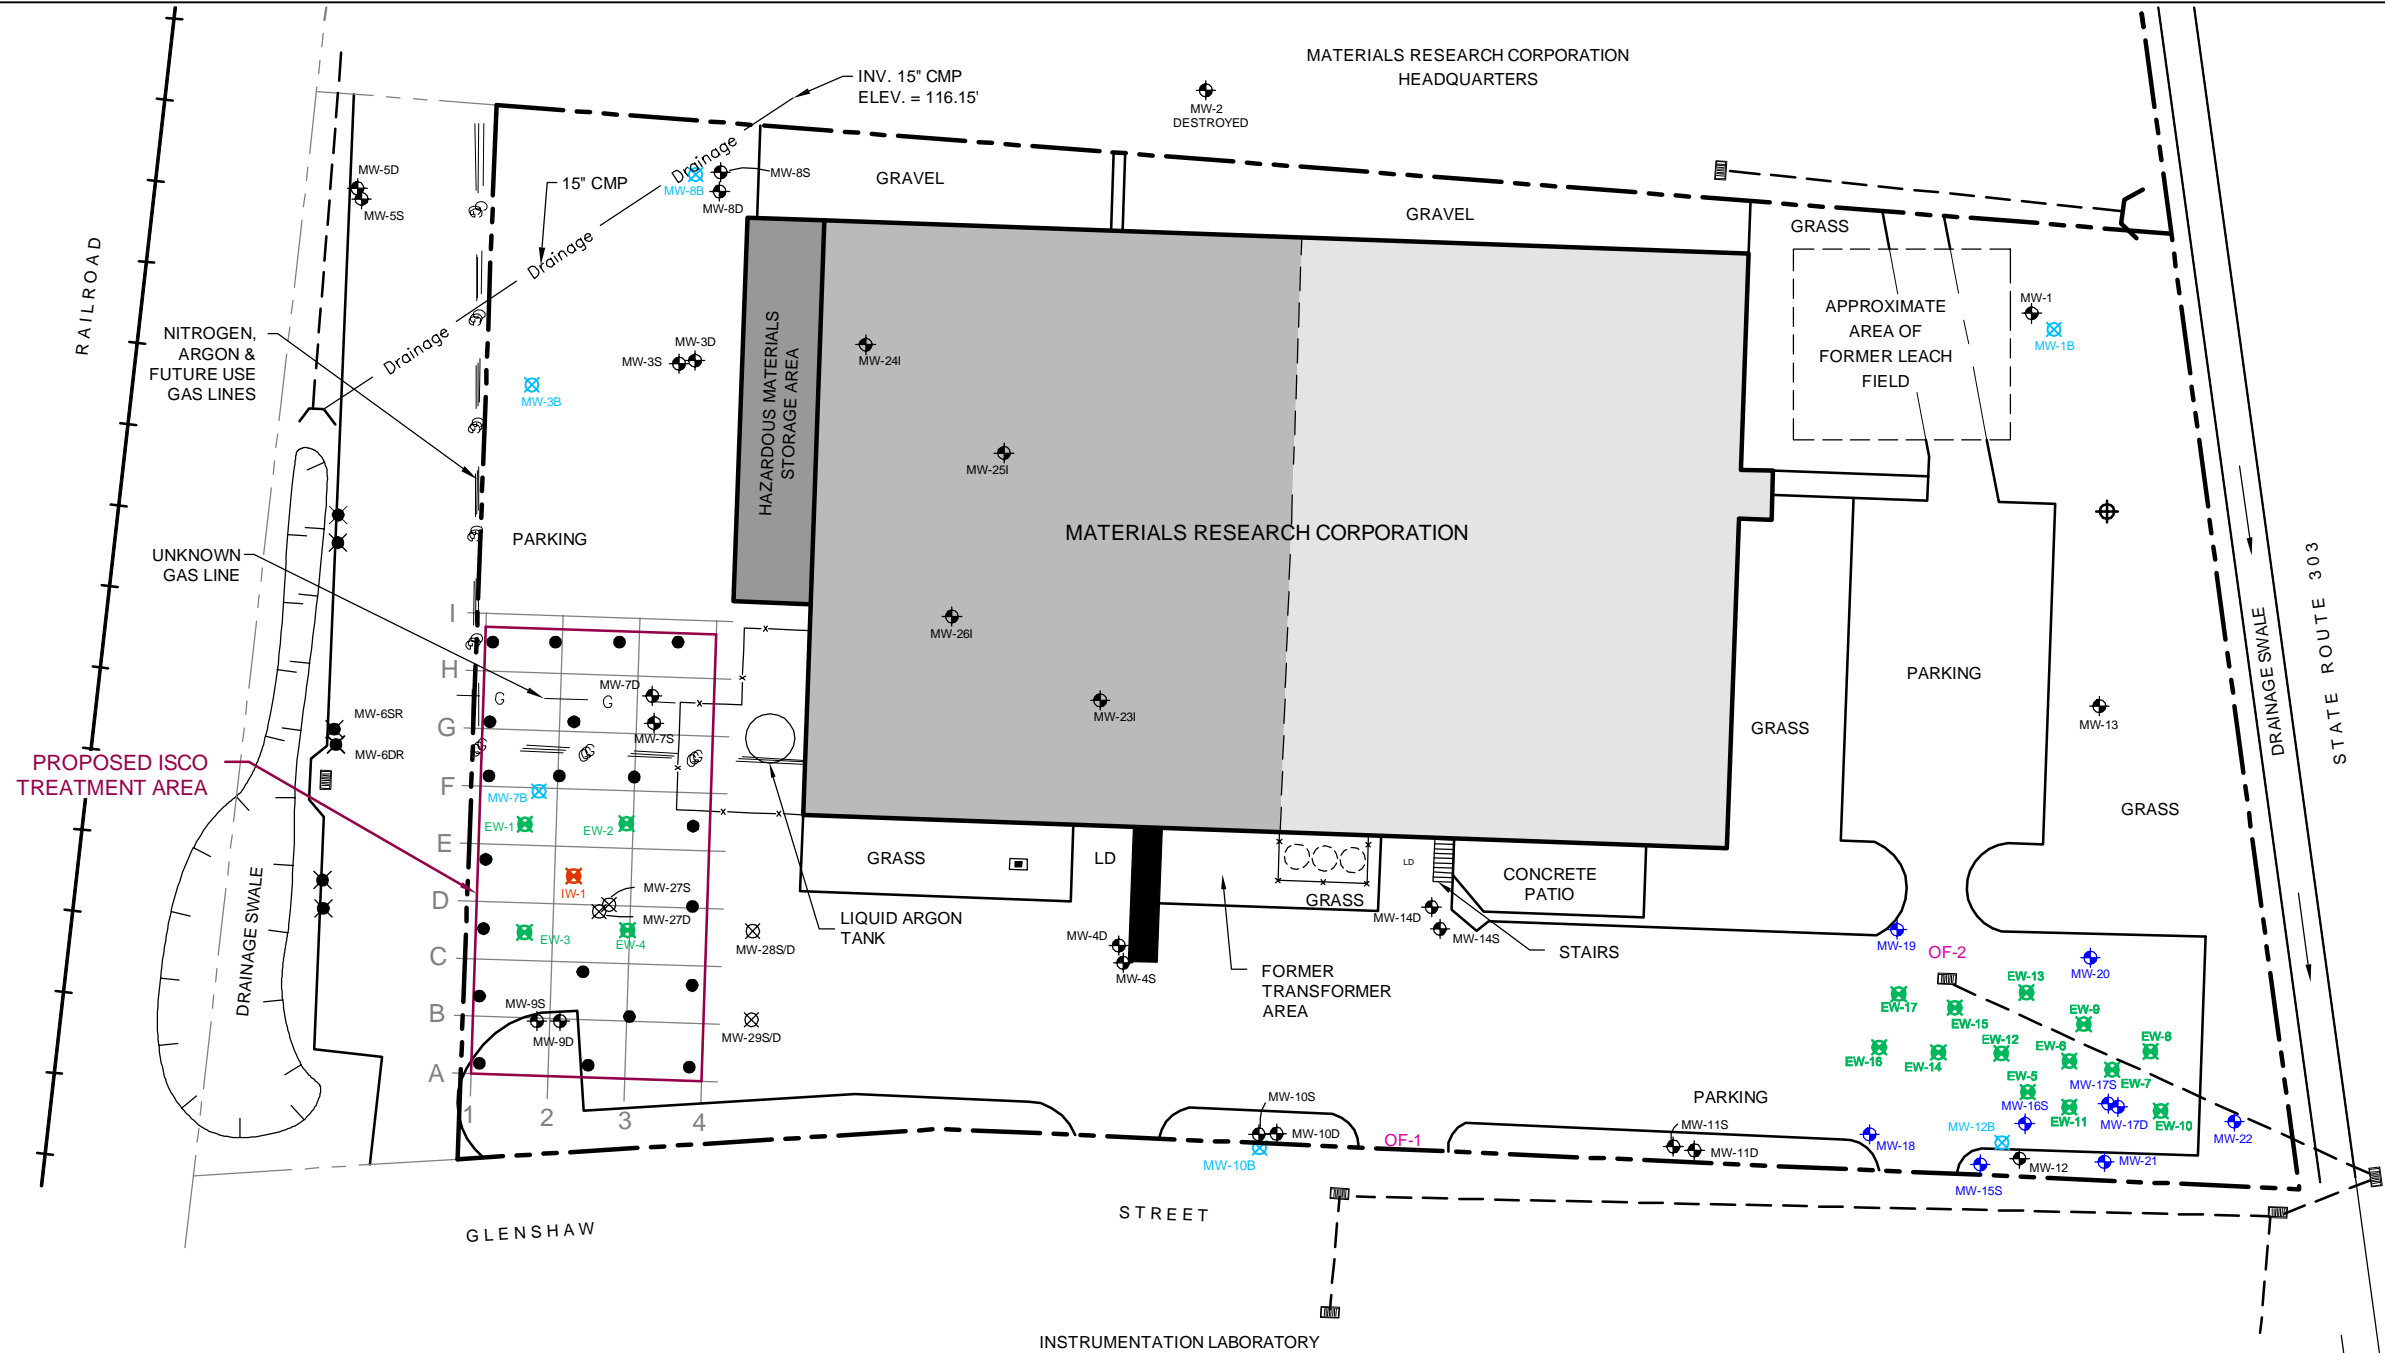 MATERIALS RESEARCH CORPORATION
HEADQUARTERS
INV. 15" CMP
ELEV. = 116.15'
MW-2
DESTROYED
Drainage
MW-5D
MW-5S
15" CMP
MW-8B
MW-8S
MW-8D
GRAVEL
GRAVEL
GRASS
RAILROAD
Drainage
Drainage
NITROGEN,
ARGON &
FUTURE USE
GAS LINES
MW-3S
MW-3D
MW-3B
HAZARDOUS MATERIALS
STORAGE AREA
MW-24I
MW-25I
APPROXIMATE
AREA OF
FORMER LEACH
FIELD
MW-1
MW-1B
PARKING
MATERIALS RESEARCH CORPORATION
UNKNOWN
GAS LINE
STATE ROUTE 303
DRAINAGE SWALE
I
H
G
F
E
D
C
B
A
1
2
3
4
MW-26I
MW-23I
PARKING
GRASS
MW-13
GRASS
MW-6SR
MW-6DR
PROPOSED ISCO
TREATMENT AREA
MW-7D
G
G
MW-7S
MW-7B
EW-1
EW-2
IW-1
MW-27S
MW-27D
EW-3
EW-4
MW-28S/D
MW-9S
MW-9D
MW-29S/D
DRAINAGE SWALE
LIQUID ARGON
TANK
GRASS
LD
MW-4D
MW-4S
FORMER
TRANSFORMER
AREA
GRASS
LD
CONCRETE
PATIO
MW-14D
MW-14S
STAIRS
MW-19
OF-2
MW-20
EW-13
EW-17
EW-15
EW-9
EW-12
EW-6
EW-8
EW-16
EW-14
EW-5
MW-17S
EW-7
MW-16S
EW-11
MW-17D
EW-10
MW-12B
MW-22
PARKING
MW-10S
MW-10D
MW-10B
OF-1
MW-11S
MW-11D
MW-18
MW-12
MW-21
MW-15S
GLENSHAW
STREET
INSTRUMENTATION LABORATORY